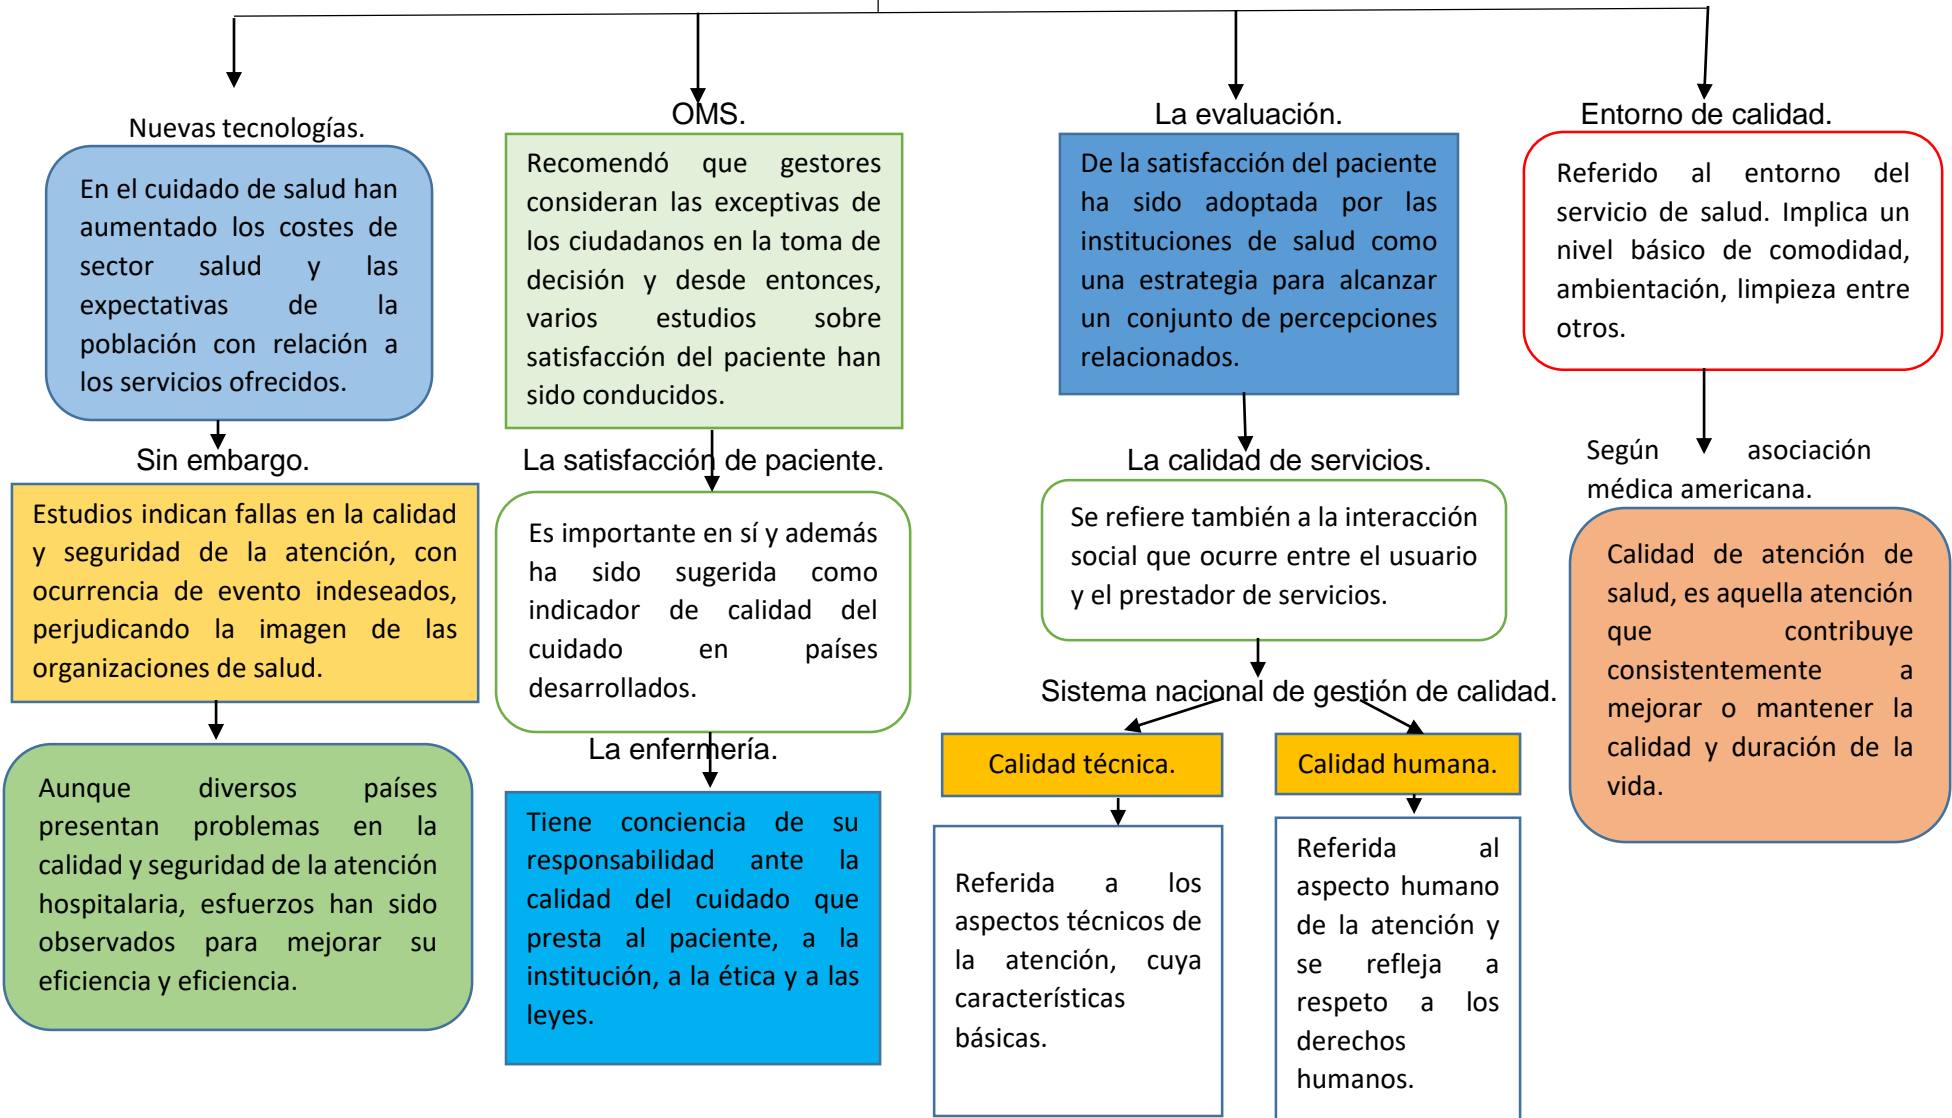 Nuevas tecnologías.
En el cuidado de salud han
aumentado los costes de
sector salud y las
expectativas de la
población con relación a
los servicios ofrecidos.
Sin embargo.
Estudios indican fallas en la calidad
y seguridad de la atención, con
ocurrencia de evento indeseados,
perjudicando la imagen de las
organizaciones de salud.
Aunque diversos países
presentan problemas en la
calidad y seguridad de la atención
hospitalaria, esfuerzos han sido
observados para mejorar su
eficiencia y eficiencia.
OMS.
Recomendó que gestores
consideran las exceptivas de
los ciudadanos en la toma de
decisión y desde entonces,
varios estudios sobre
satisfacción del paciente han
sido conducidos.
La satisfacción de paciente.
Es importante en sí y además
ha sido sugerida como
indicador de calidad del
cuidado en países
desarrollados.
La enfermería.
Tiene conciencia de su
responsabilidad ante la
calidad del cuidado que
presta al paciente, a la
institución, a la ética y a las
leyes.
La evaluación.
De la satisfacción del paciente
ha sido adoptada por las
instituciones de salud como
una estrategia para alcanzar
un conjunto de percepciones
relacionados.
La calidad de servicios.
Se refiere también a la interacción
social que ocurre entre el usuario
y el prestador de servicios.
Sistema nacional de gestión de calidad.
Calidad técnica.
Referida a los
aspectos técnicos de
la atención, cuya
características
básicas.
Calidad humana.
Referida al
aspecto humano
de la atención y
se refleja a
respeto a los
derechos
humanos.
Entorno de calidad.
Referido al entorno del
servicio de salud. Implica un
nivel básico de comodidad,
ambientación, limpieza entre
otros.
Según asociación
médica americana.
Calidad de atención de
salud, es aquella atención
que contribuye
consistentemente a
mejorar o mantener la
calidad y duración de la
vida.